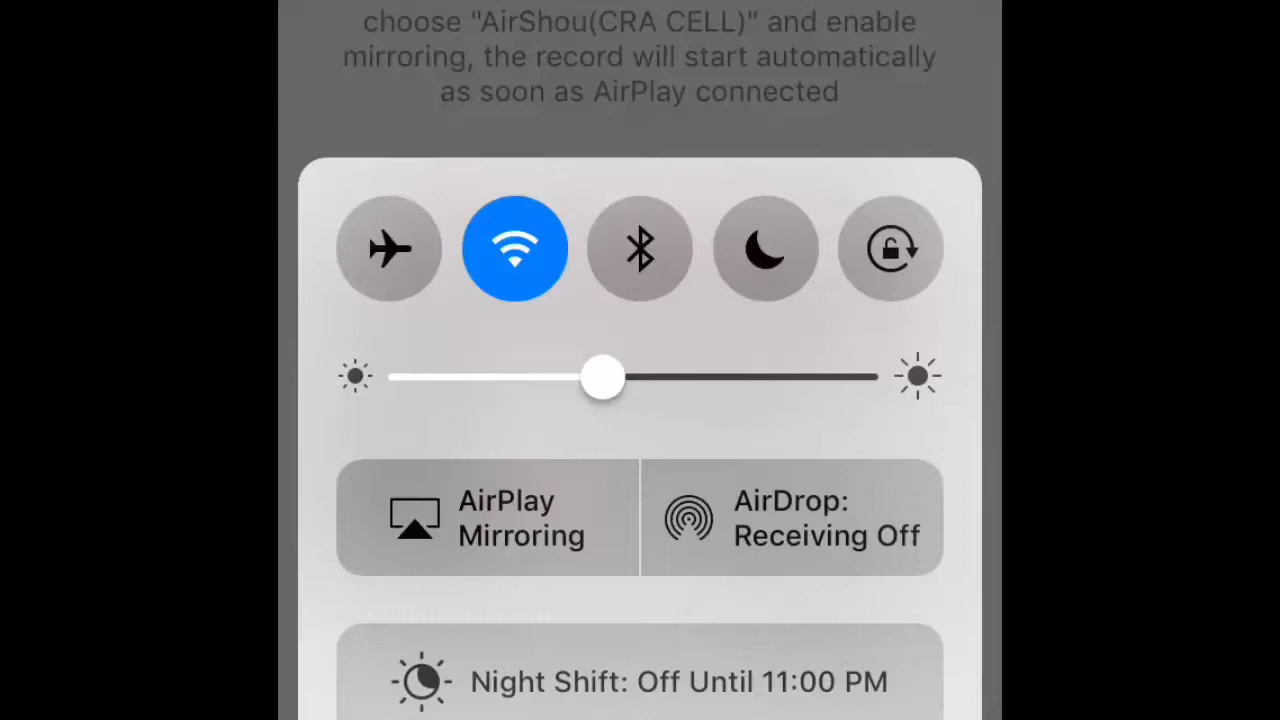 choose "AirShou(CRA CELL)" and enable
mirroring, the record will start automatically
as soon as AirPlay connected
AirPlay
Mirroring
AirDrop:
Receiving Off
Night Shift: Off Until 11:00 PM